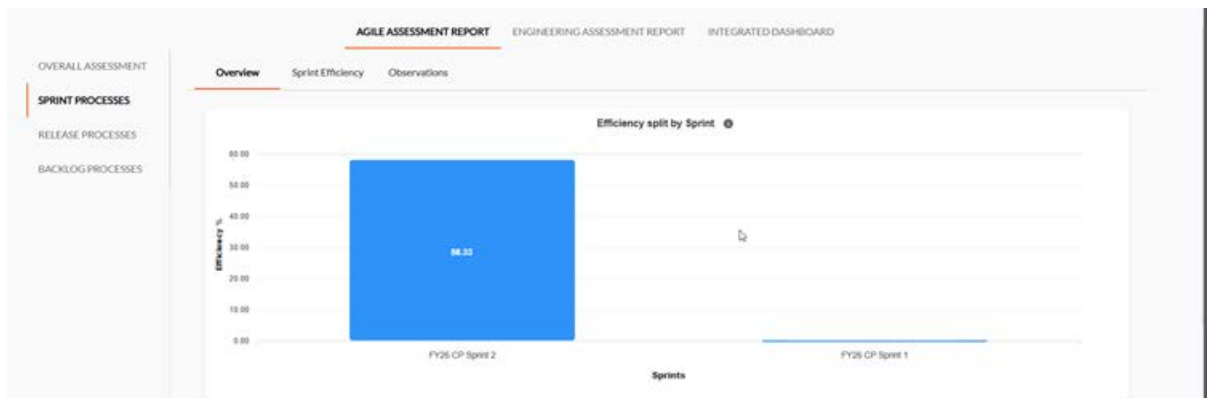 AGILE ASSESSMENT REPORT ENGINEERING ASSESSMENT REPORT INTEGRATED DASHBOARD
OVERALL ASSESSMENT
SPRINT PROCESSES
RELEASE PROCESSES
BACKLOG PROCESSES
Overview Sprint Efficiency Observations
Efficiency split by Sprint
Efficiency %
60.00
50.00
40.00
30.00
20.00
10.00
0.00
58.33
FY26 CP Sprint 2 FY26 CP Sprint 1
Sprints